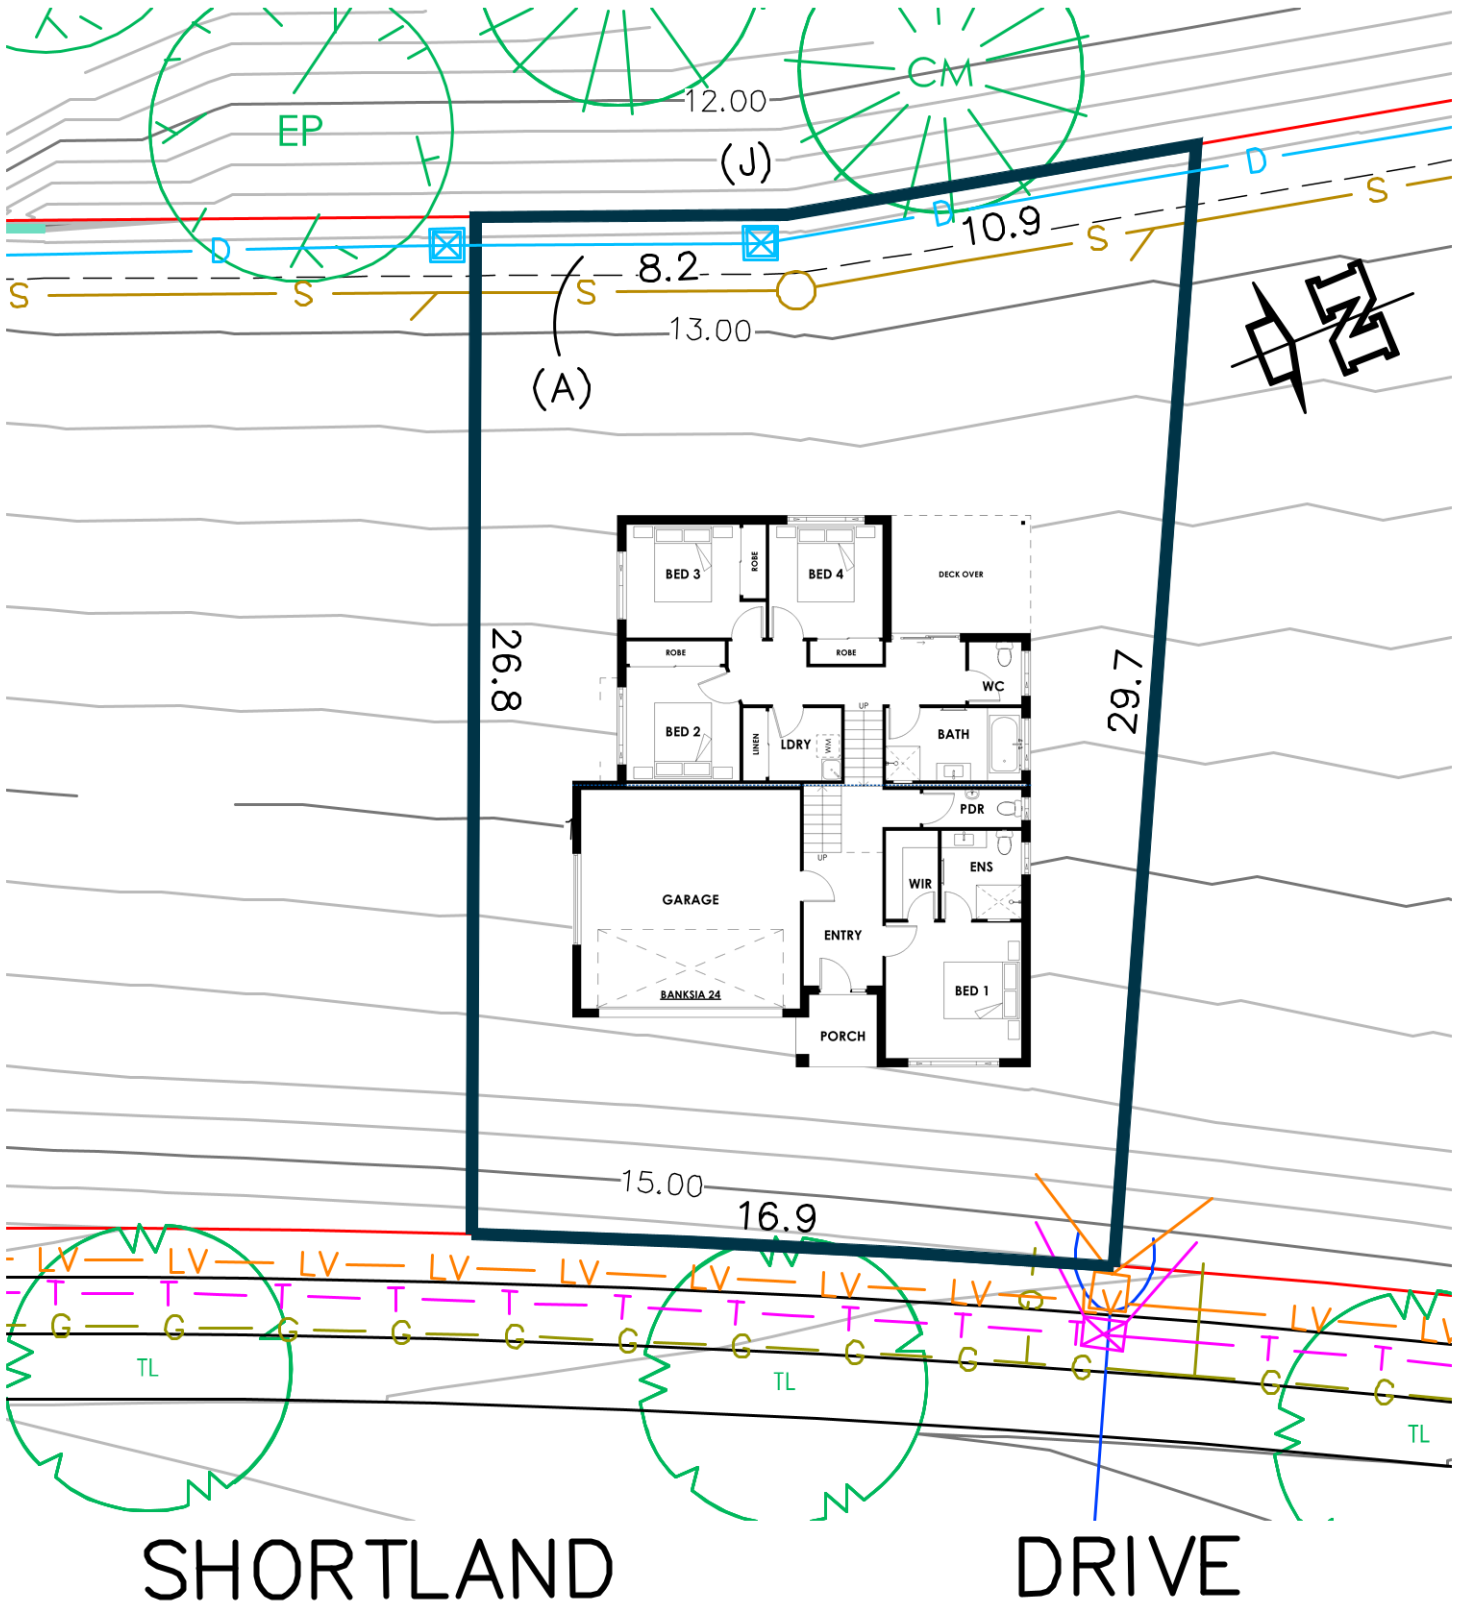 12.00
CM
EP
(J)
D
D
D
10.9
S
S
S
S
S
8.2
13.00
N
(A)
BED 3
ROBE
BED 4
DECK OVER
ROBE
ROBE
26.8
29.7
WC
UP
BED 2
LINEN
LDRY
WM
BATH
PDR
UP
ENS
WIR
GARAGE
ENTRY
BANKSIA 24
BED 1
PORCH
15.00
16.9
LV
LV
LV
LV
LV
LV
LV
LV
V
LV
LV
T
T
T
T
T
T
T
T
T
T
T
T
G
G
G
G
G
G
G
G
G
G
G
G
G
TL
TL
TL
SHORTLAND DRIVE